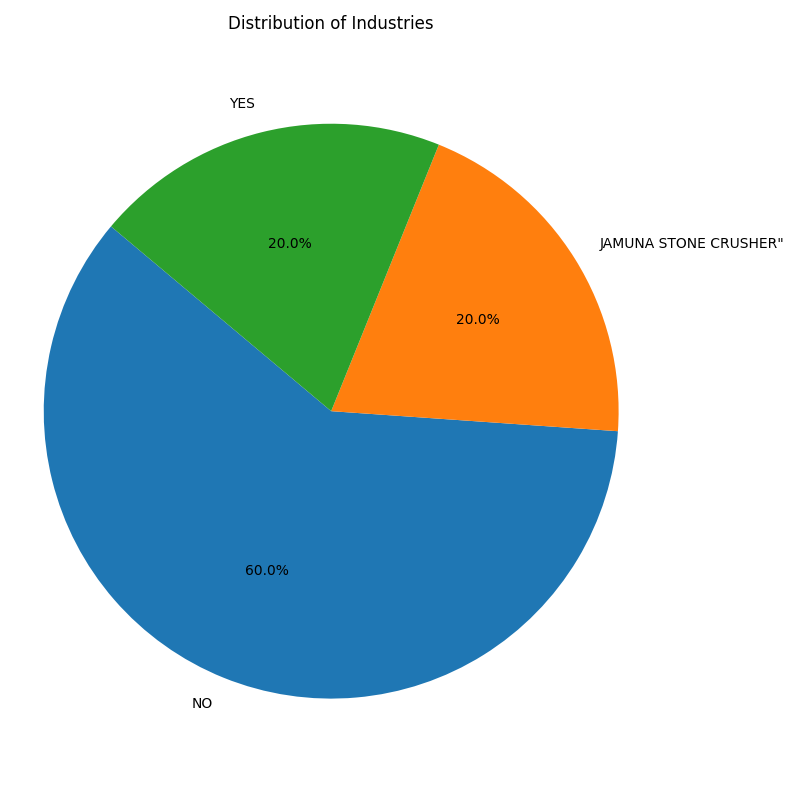 Distribution of Industries
YES
JAMUNA STONE CRUSHER"
20.0%
20.0%
60.0%
NO